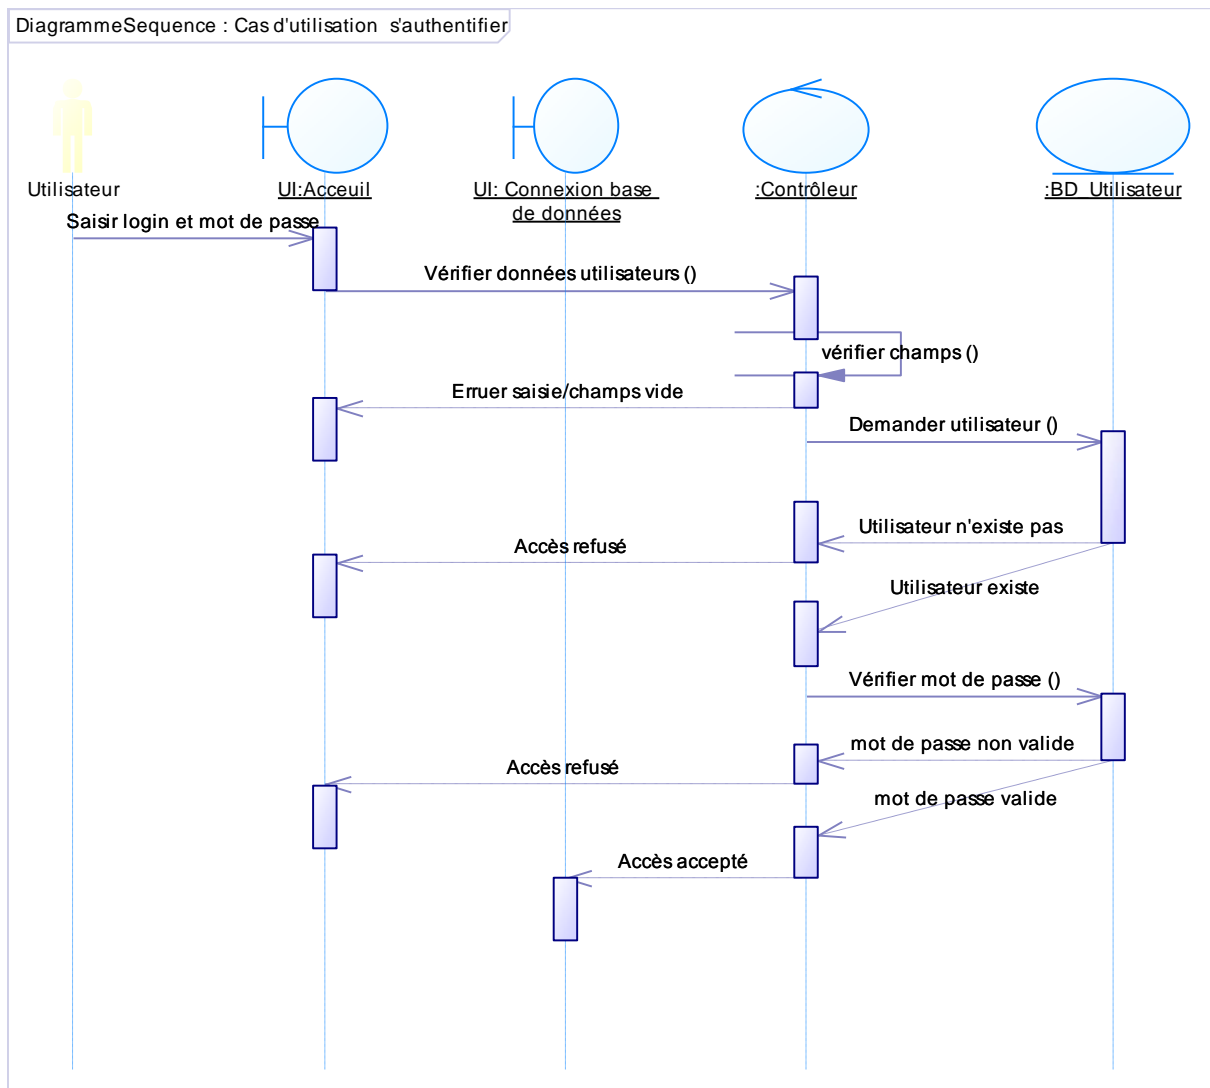 DiagrammeSequence : Cas d'utilisation s'authentifier
Utilisateur
UI:Acceuil
UI: Connexion base
de données
:Contrôleur
:BD_Utilisateur
Saisir login et mot de passe
Vérifier données utilisateurs ()
vérifier champs ()
Erruer saisie/champs vide
Demander utilisateur ()
Utilisateur n'existe pas
Accès refusé
Utilisateur existe
Vérifier mot de passe ()
mot de passe non valide
Accès refusé
mot de passe valide
Accès accepté